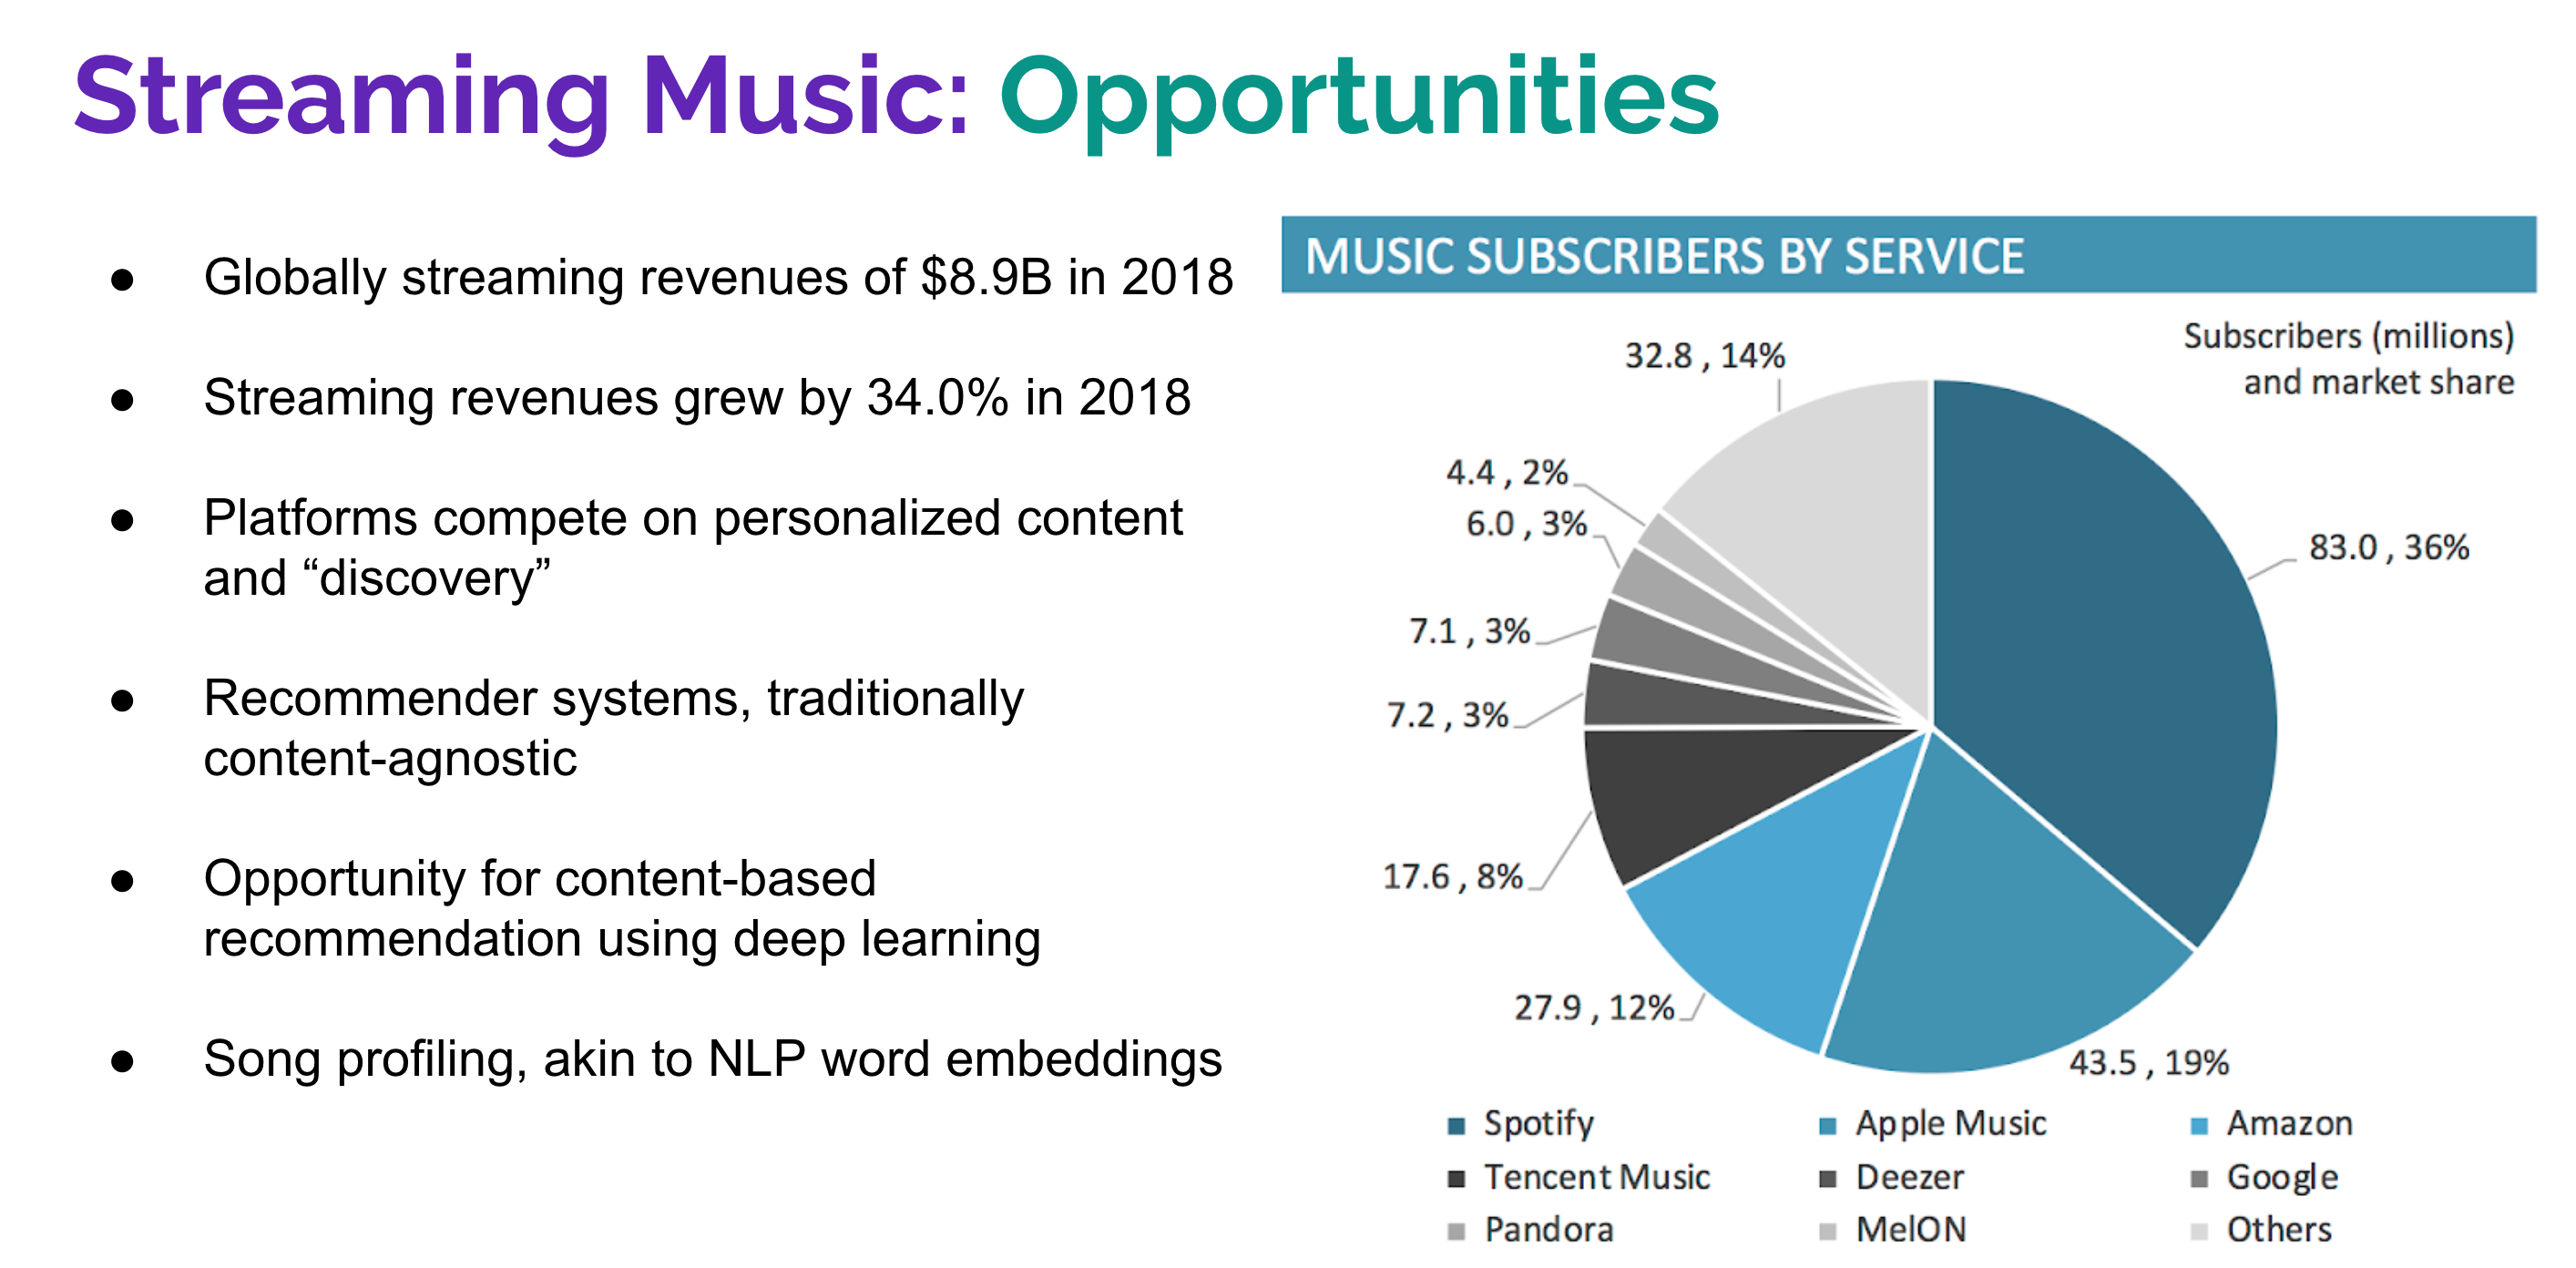 Streaming Music: Opportunities
● Globally streaming revenues of $8.9B in 2018
● Streaming revenues grew by 34.0% in 2018
● Platforms compete on personalized content
and “discovery”
● Recommender systems, traditionally
content-agnostic
● Opportunity for content-based
recommendation using deep learning
● Song profiling, akin to NLP word embeddings
MUSIC SUBSCRIBERS BY SERVICE
Subscribers (millions)
and market share
32.8 , 14%
4.4 , 2%
6.0 , 3%
83.0 , 36%
7.1 , 3%
7.2 , 3%
17.6 , 8%
27.9 , 12%
43.5 , 19%
Spotify Apple Music Amazon
Tencent Music Deezer Google
Pandora MelON Others